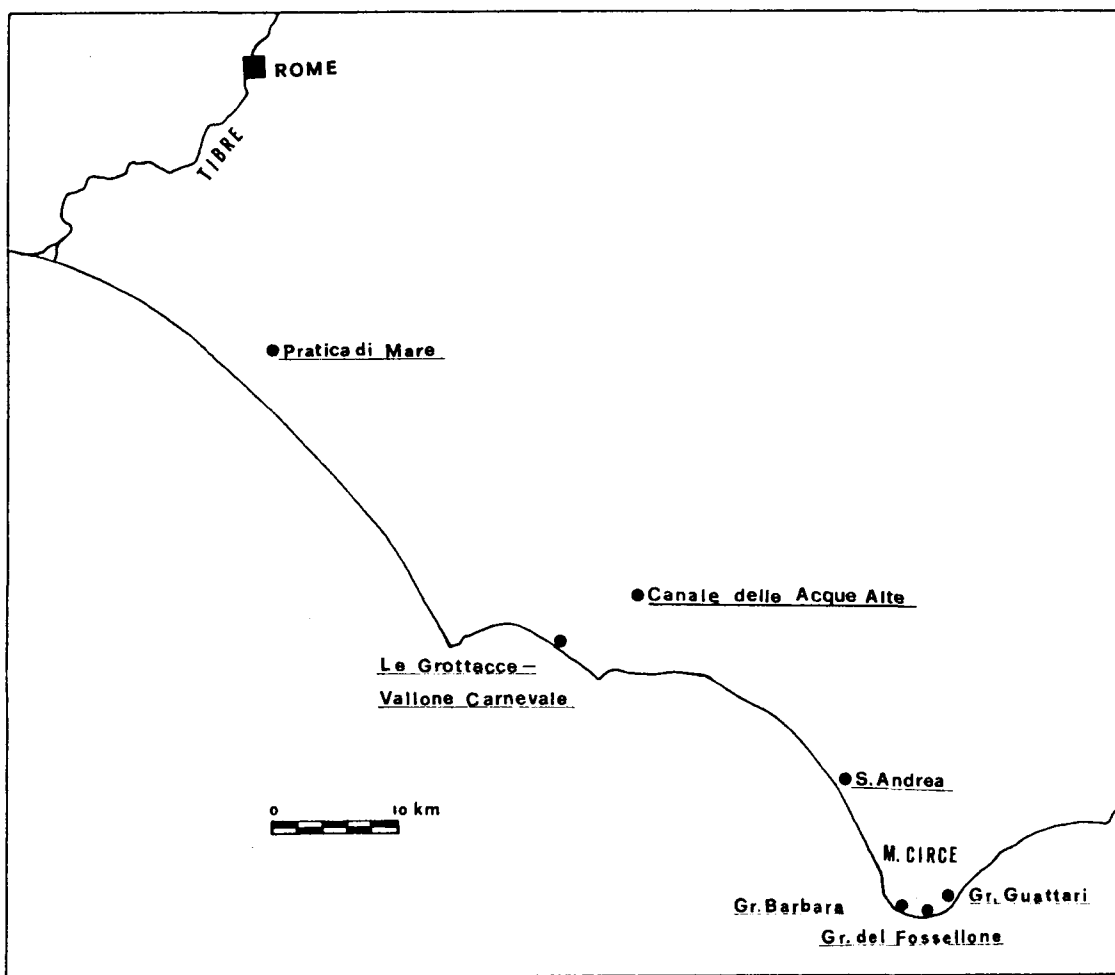 ROME
TIBRE
Pratica di Mare
Canale delle Acque Alte
Le Grottacce –
Vallone Carnevale
S. Andrea
0 10 km
M. CIRCE
Gr. Guattari
Gr. Barbara
Gr. del Fossellone